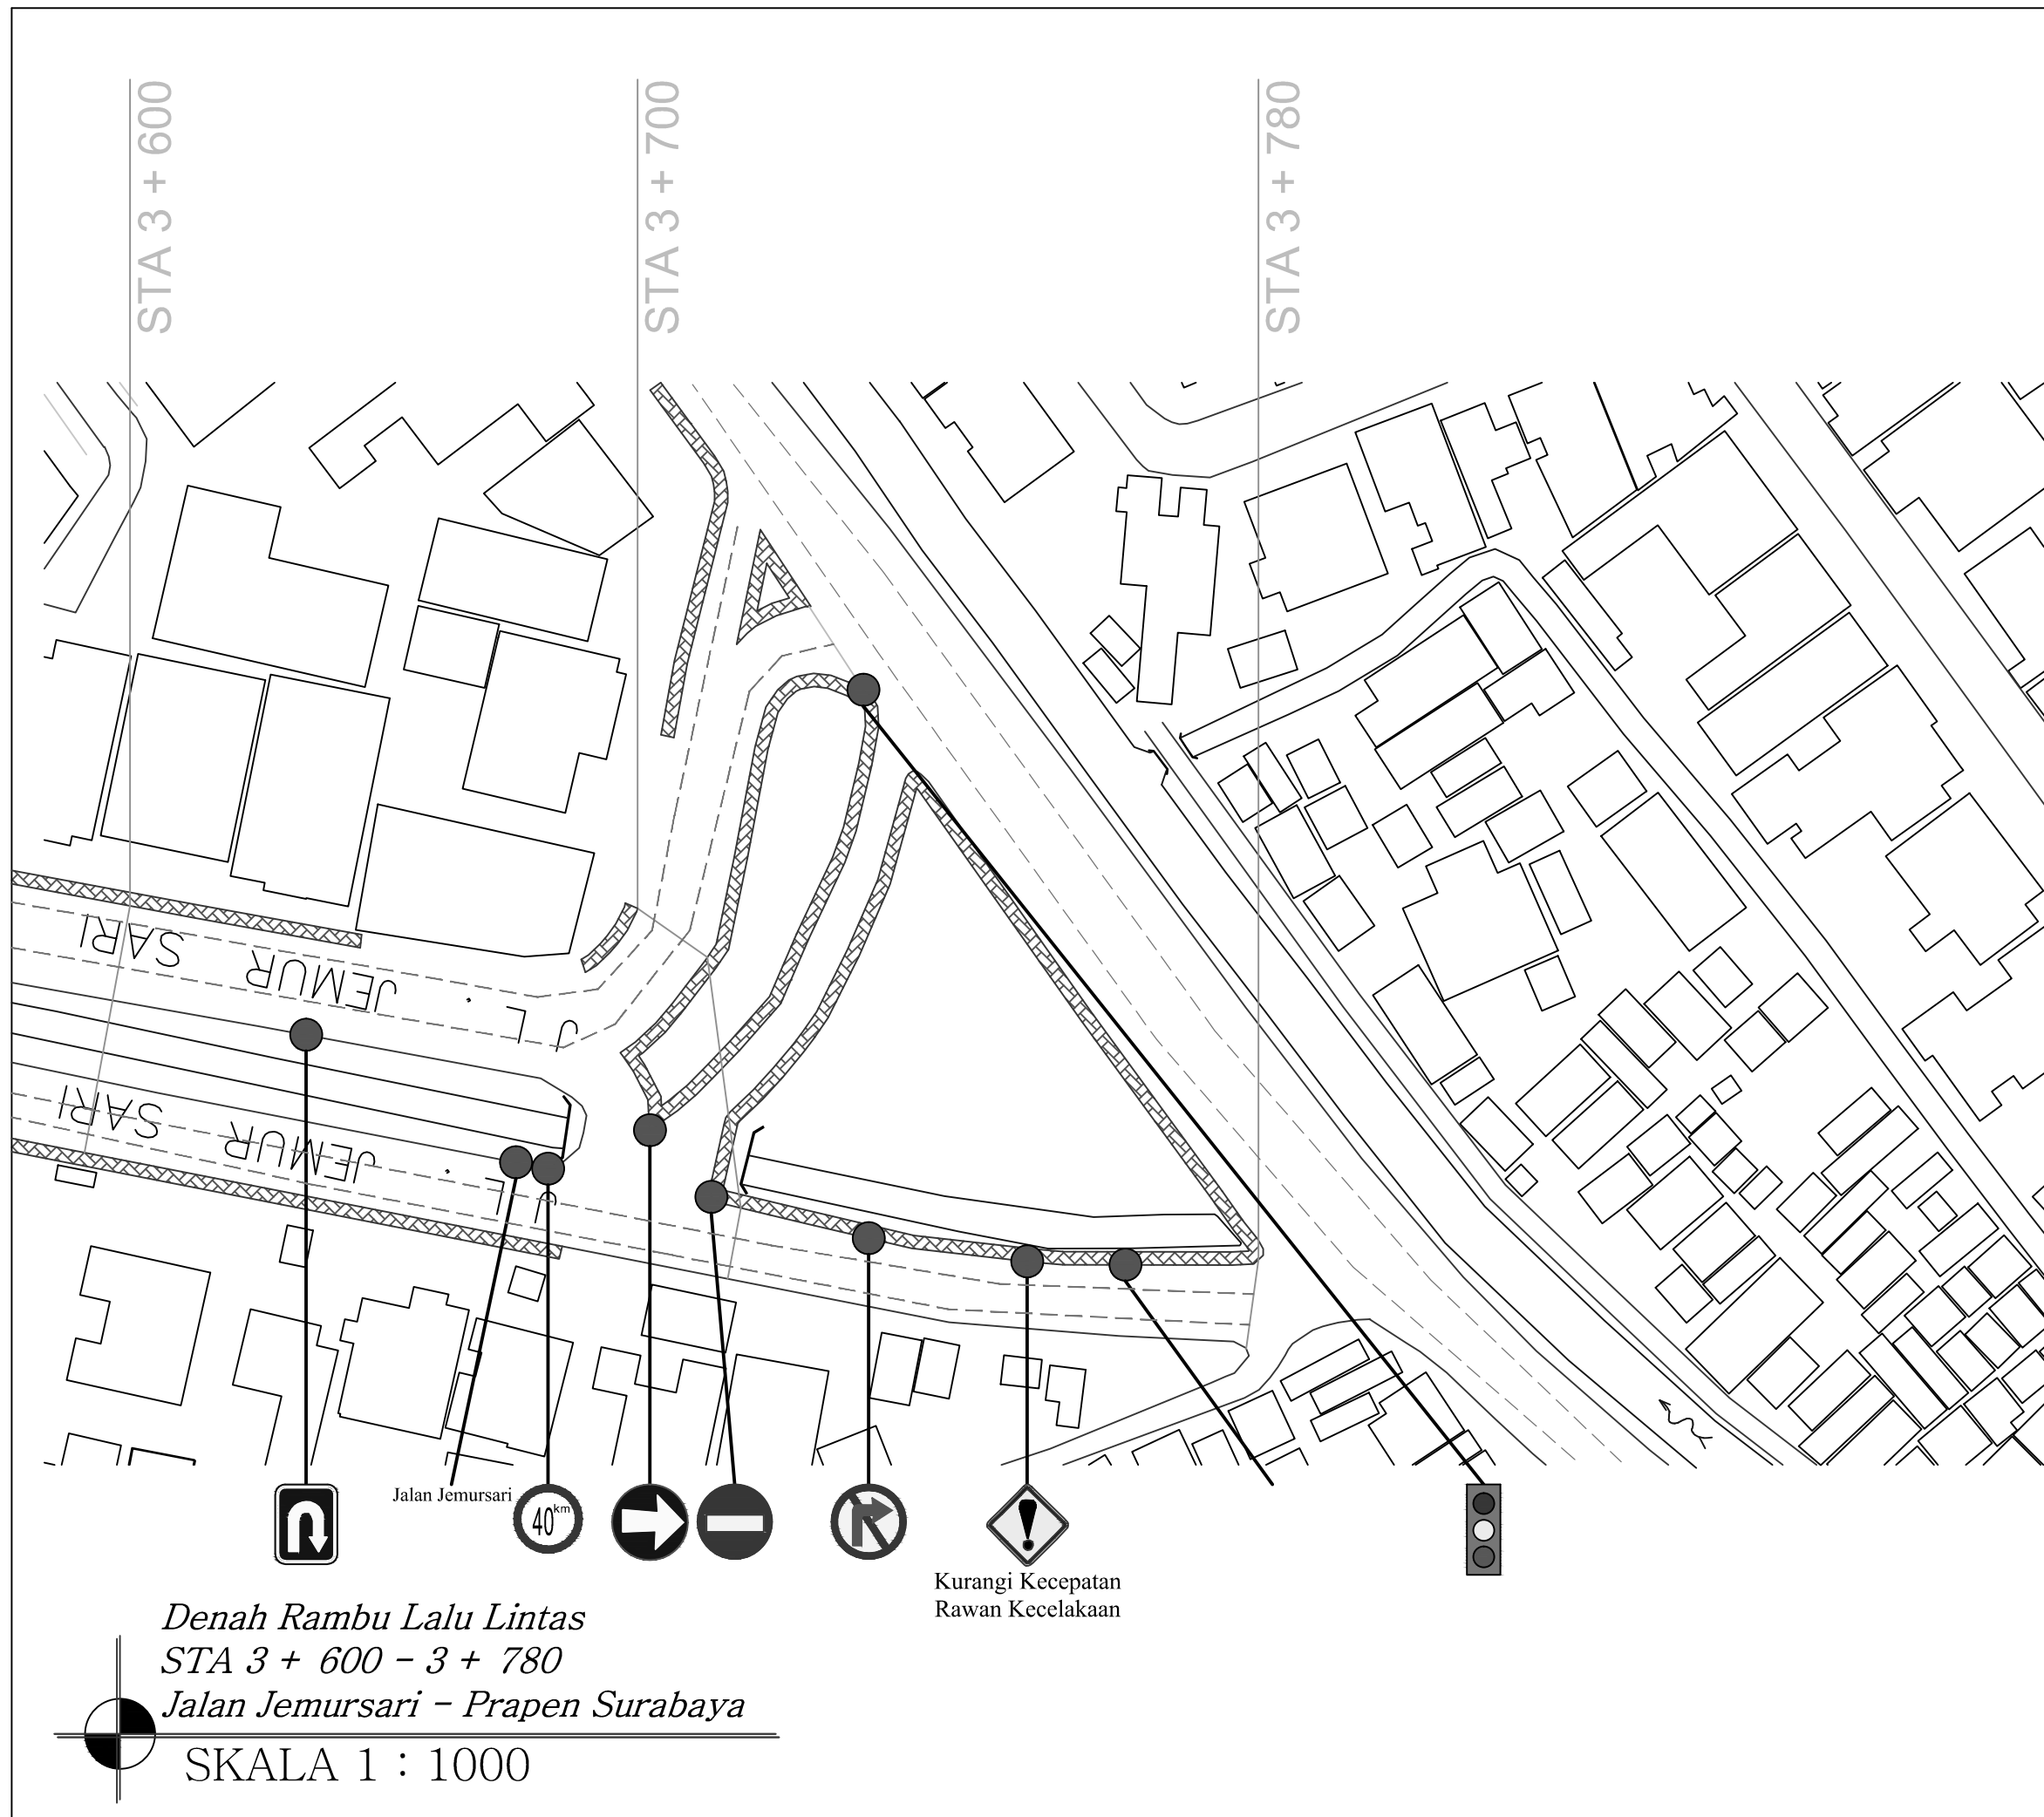 STA 3 + 600
STA 3 + 700
STA 3 + 780
JL. JEMUR SARI
JL. JEMUR SARI
Jalan Jemursari
40 km
Kurangi Kecepatan
Rawan Kecelakaan
Denah Rambu Lalu Lintas
STA 3 + 600 - 3 + 780
Jalan Jemursari - Prapen Surabaya
SKALA 1 : 1000